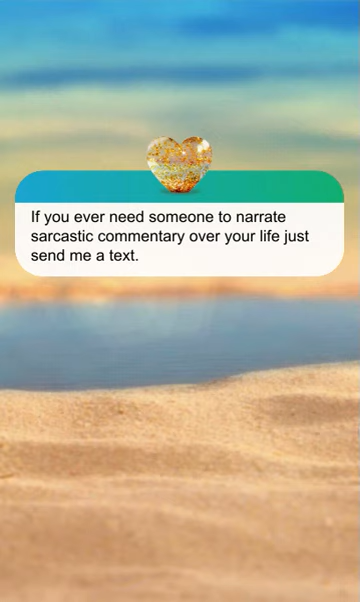 If you ever need someone to narrate
sarcastic commentary over your life just
send me a text.